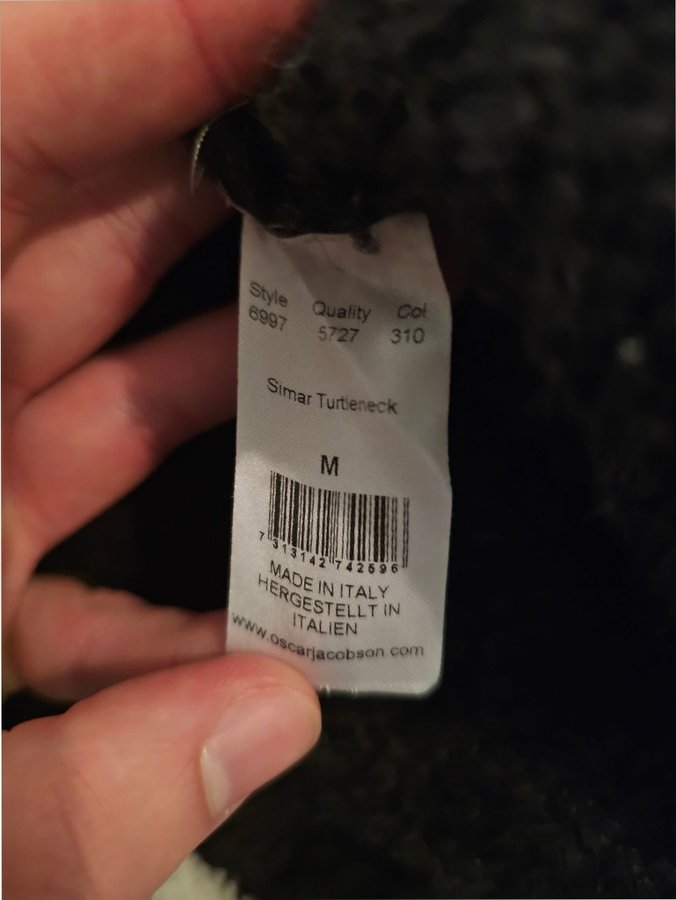 Style Quality Col
6997 5727 310
Simar Turtleneck
M
7 313142 742596
MADE IN ITALY
HERGESTELLT IN
ITALIEN
www.oscarjacobson.com